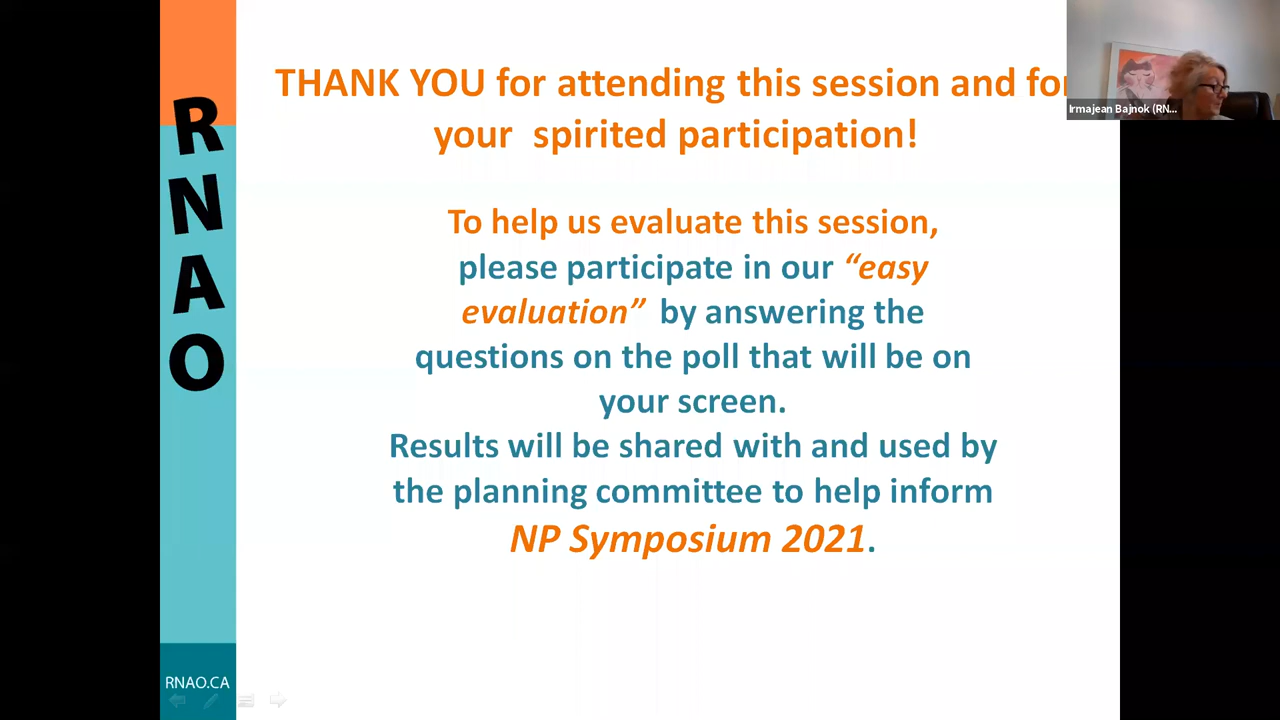 THANK YOU for attending this session and for
your spirited participation!
To help us evaluate this session,
please participate in our “easy
evaluation” by answering the
questions on the poll that will be on
your screen.
Results will be shared with and used by
the planning committee to help inform
NP Symposium 2021.
RNAO
RNAO.CA
Irmajean Bajnok (RN...